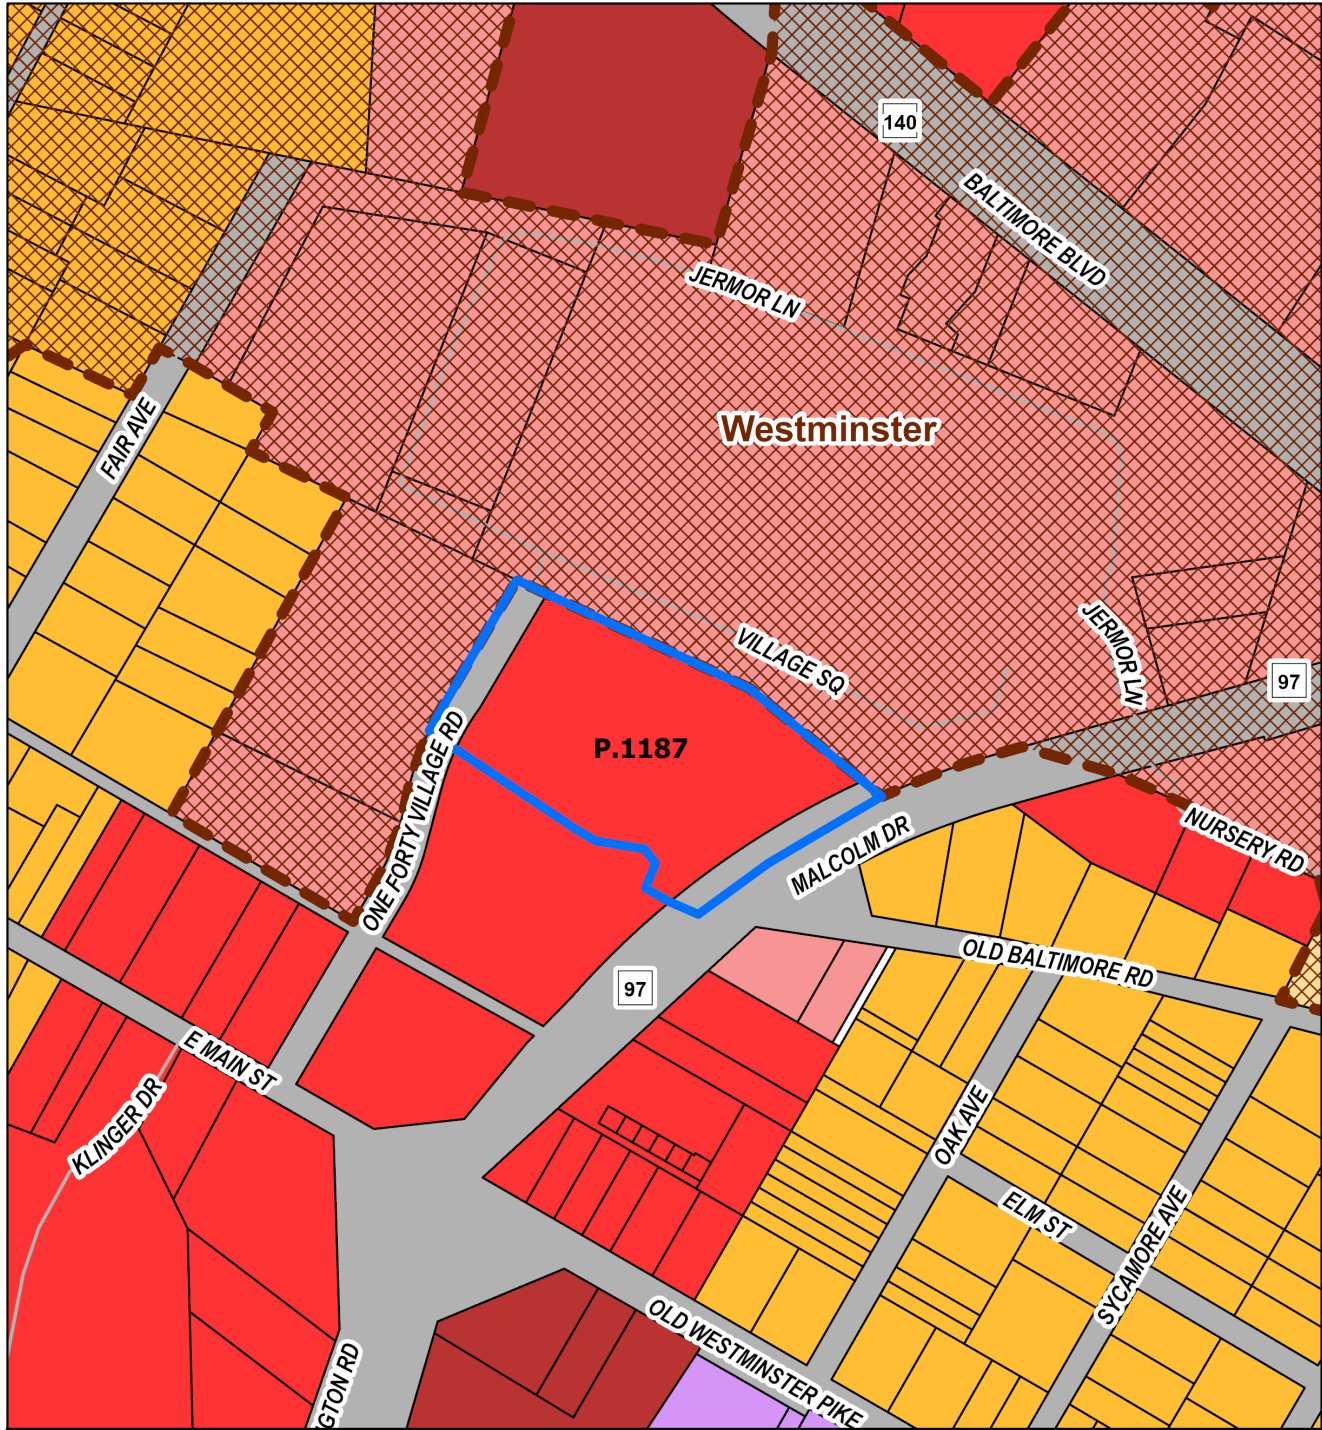 140
BALTIMORE BLVD
JERMOR LN
FAIR AVE
Westminster
JERMOR LN
VILLAGE SQ
97
ONE FORTY VILLAGE RD
P.1187
MALCOLM DR
NURSERY RD
OLD BALTIMORE RD
97
E MAIN ST
KLINGER DR
OAK AVE
ELM ST
SYCAMORE AVE
OLD WESTMINSTER PIKE
GTON RD